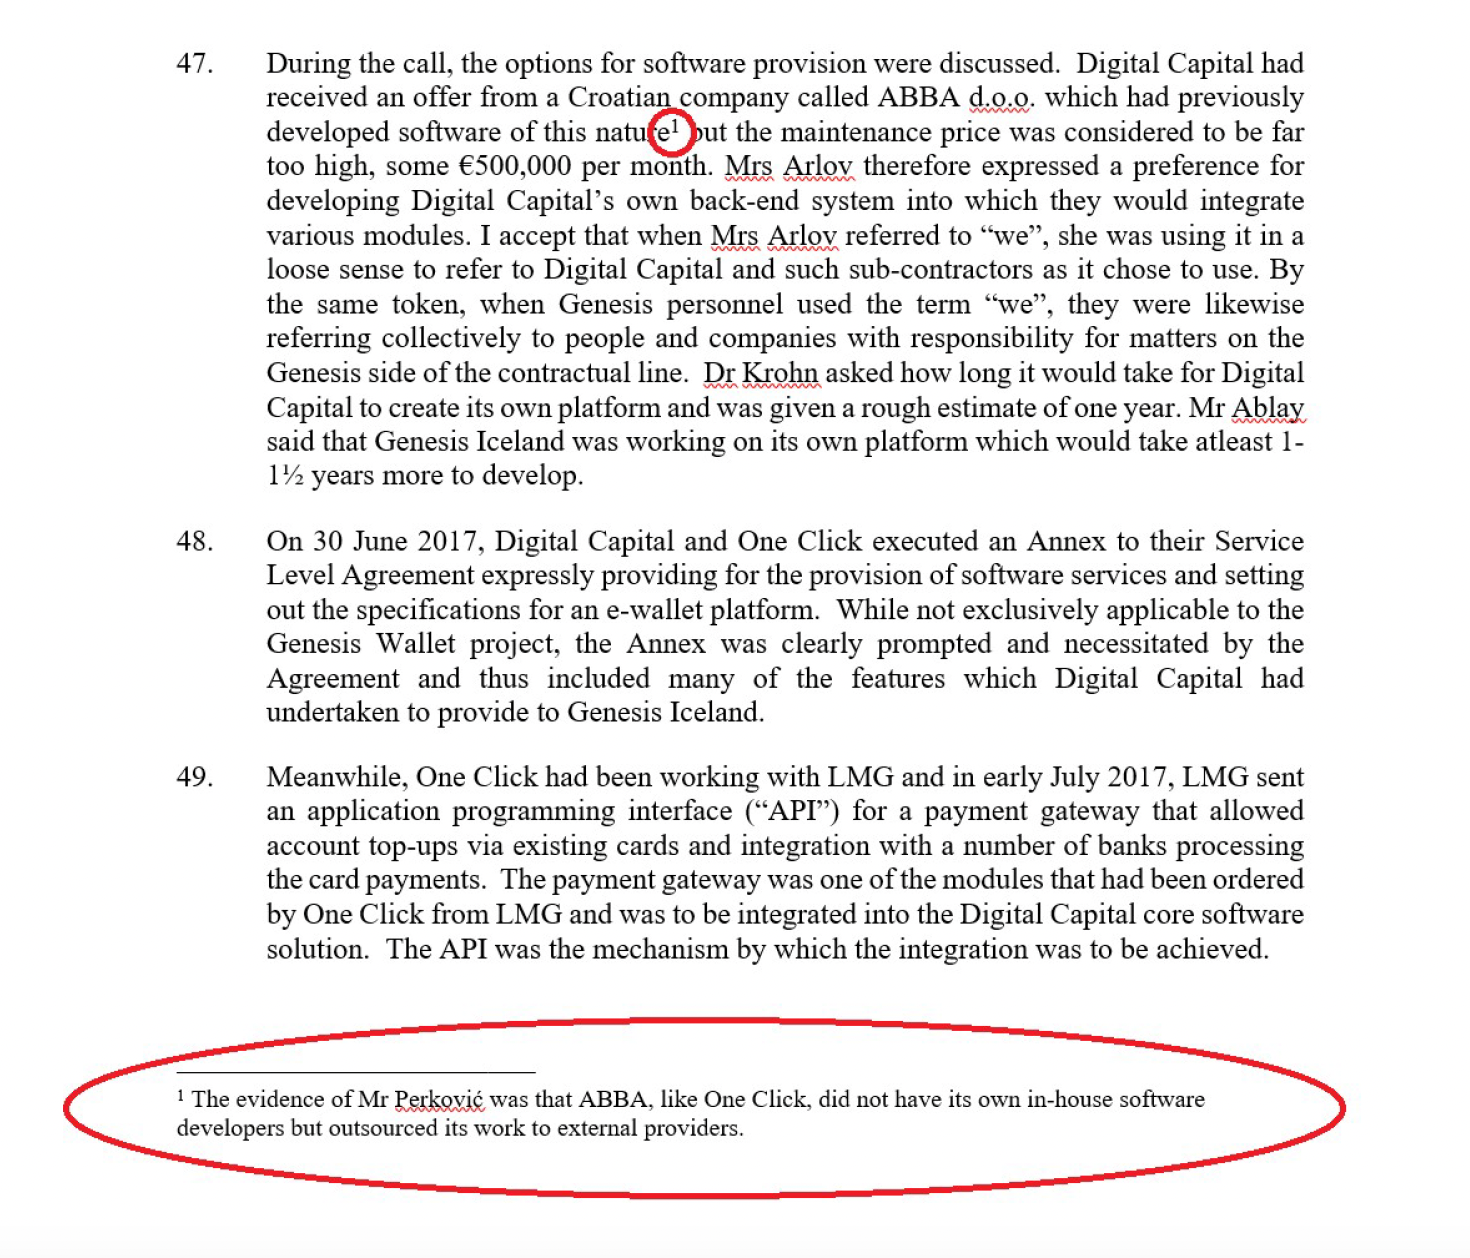 47. During the call, the options for software provision were discussed. Digital Capital had
received an offer from a Croatian company called ABBA d.o.o. which had previously
developed software of this nature¹ but the maintenance price was considered to be far
too high, some €500,000 per month. Mrs Arlov therefore expressed a preference for
developing Digital Capital’s own back-end system into which they would integrate
various modules. I accept that when Mrs Arlov referred to “we”, she was using it in a
loose sense to refer to Digital Capital and such sub-contractors as it chose to use. By
the same token, when Genesis personnel used the term “we”, they were likewise
referring collectively to people and companies with responsibility for matters on the
Genesis side of the contractual line. Dr Krohn asked how long it would take for Digital
Capital to create its own platform and was given a rough estimate of one year. Mr Ablay
said that Genesis Iceland was working on its own platform which would take atleast 1-
1½ years more to develop.
48. On 30 June 2017, Digital Capital and One Click executed an Annex to their Service
Level Agreement expressly providing for the provision of software services and setting
out the specifications for an e-wallet platform. While not exclusively applicable to the
Genesis Wallet project, the Annex was clearly prompted and necessitated by the
Agreement and thus included many of the features which Digital Capital had
undertaken to provide to Genesis Iceland.
49. Meanwhile, One Click had been working with LMG and in early July 2017, LMG sent
an application programming interface (“API”) for a payment gateway that allowed
account top-ups via existing cards and integration with a number of banks processing
the card payments. The payment gateway was one of the modules that had been ordered
by One Click from LMG and was to be integrated into the Digital Capital core software
solution. The API was the mechanism by which the integration was to be achieved.
¹ The evidence of Mr Perković was that ABBA, like One Click, did not have its own in-house software
developers but outsourced its work to external providers.